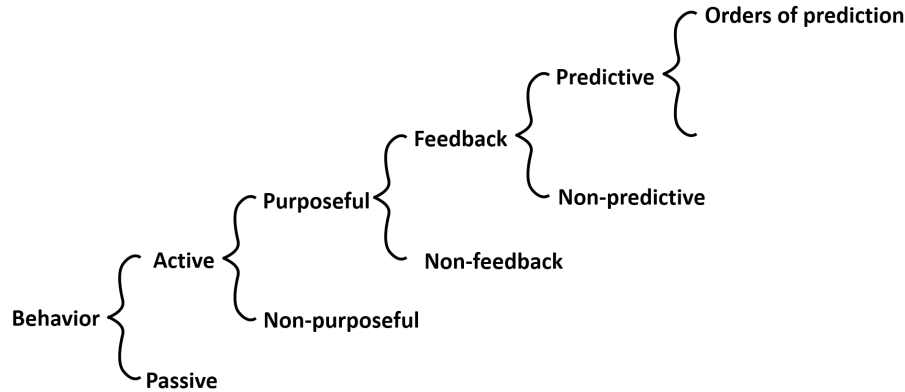 Orders of prediction
Predictive
Feedback
Non-predictive
Purposeful
Active
Non-feedback
Behavior
Non-purposeful
Passive